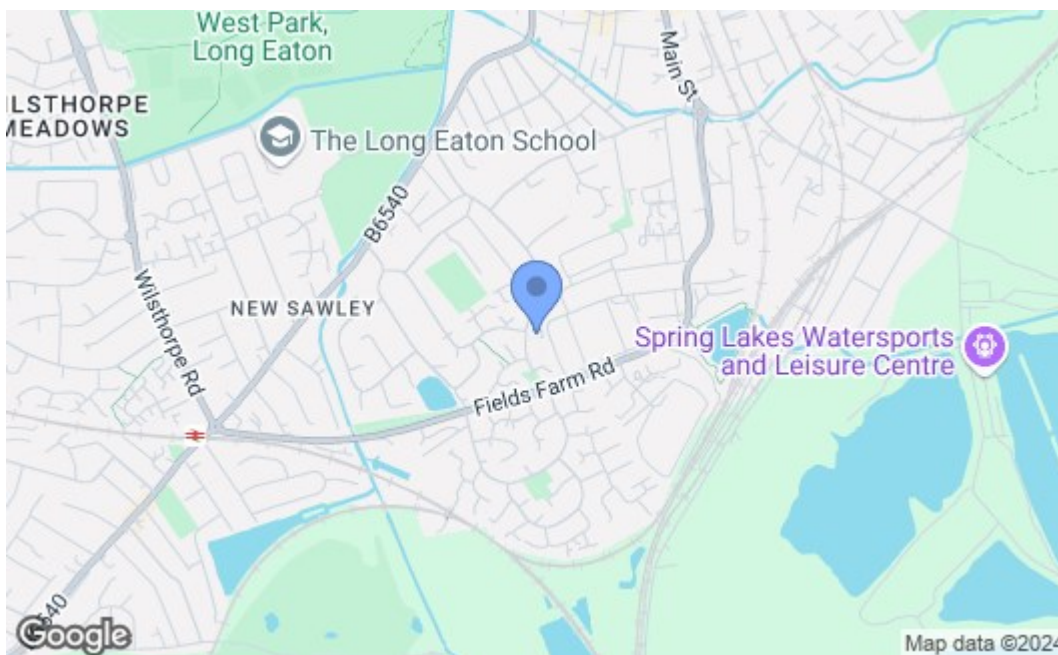 West Park,
Long Eaton
Main St
ILSTHORPE
MEADOWS
The Long Eaton School
B6540
Wilsthorpe Rd
NEW SAWLEY
Spring Lakes Watersports
and Leisure Centre
Fields Farm Rd
B6540
Google
Map data ©2024